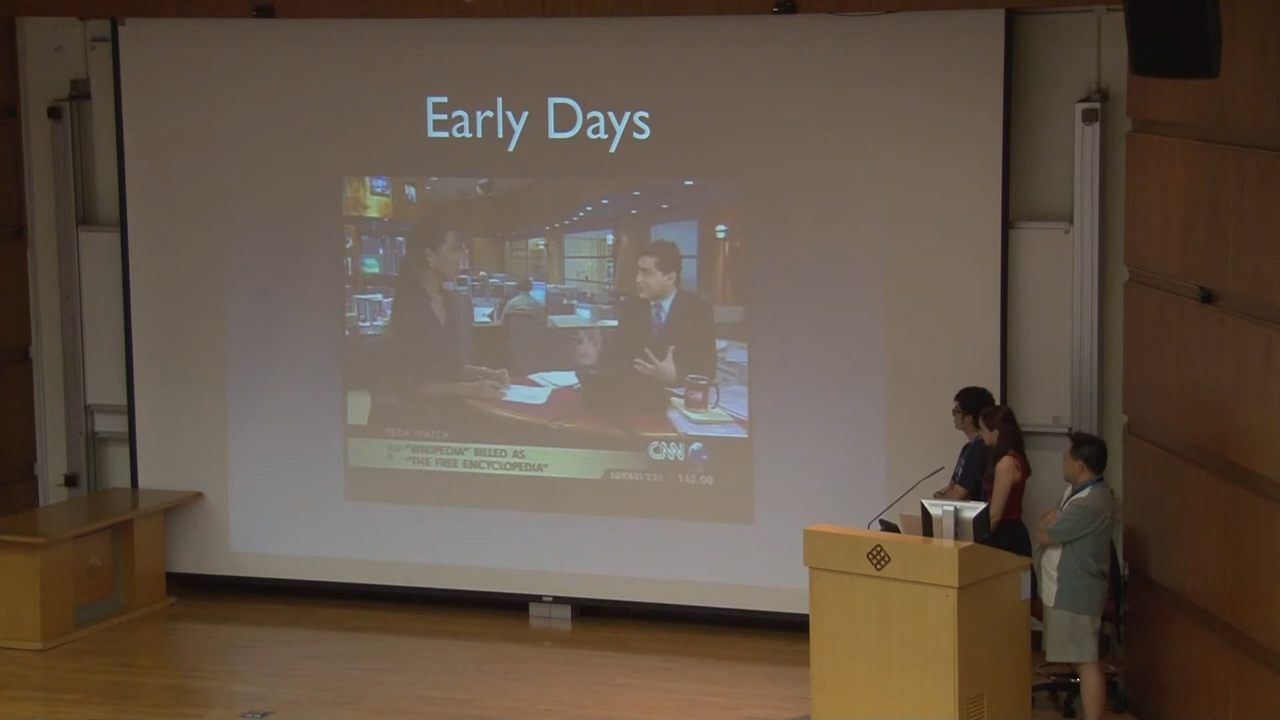 Early Days
TECH WATCH
"WIKIPEDIA" BILLED AS
"THE FREE ENCYCLOPEDIA"
CNN